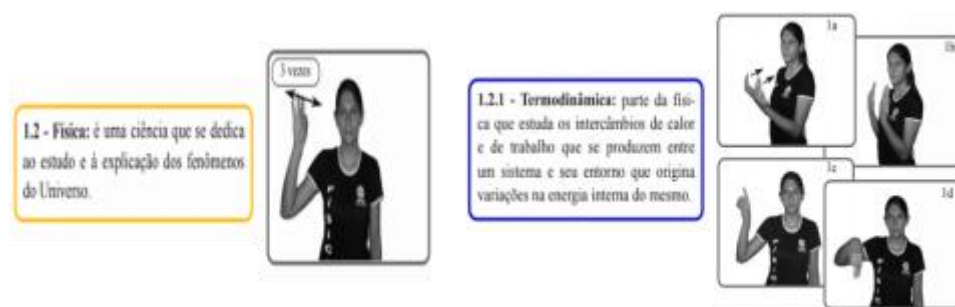 1.2 - Física: é uma ciência que se dedica
ao estudo e à explicação dos fenômenos
do Universo.
3 vezes
1.2.1 - Termodinâmica: parte da físi-
ca que estuda os intercâmbios de calor
e de trabalho que se produzem entre
um sistema e seu entorno que origina
variações na energia interna do mesmo.
1a
1b
1c
1d